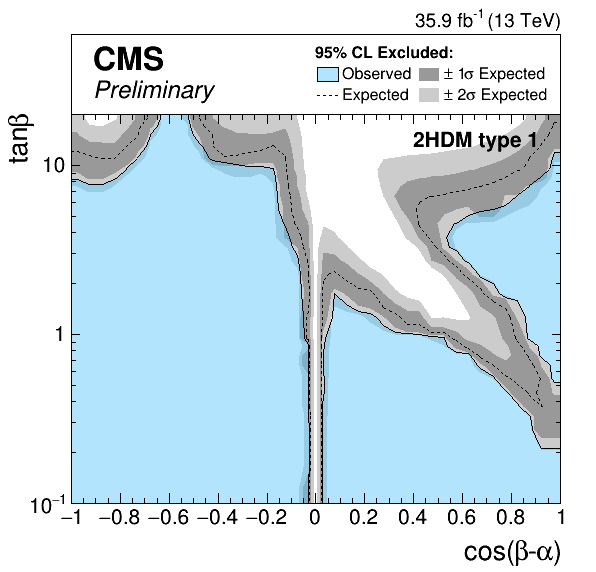 35.9 fb⁻¹ (13 TeV)
CMS
Preliminary
95% CL Excluded:
Observed
± 1σ Expected
Expected
± 2σ Expected
2HDM type 1
tanβ
10
1
10⁻¹
−1 −0.8 −0.6 −0.4 −0.2 0 0.2 0.4 0.6 0.8 1
cos(β-α)